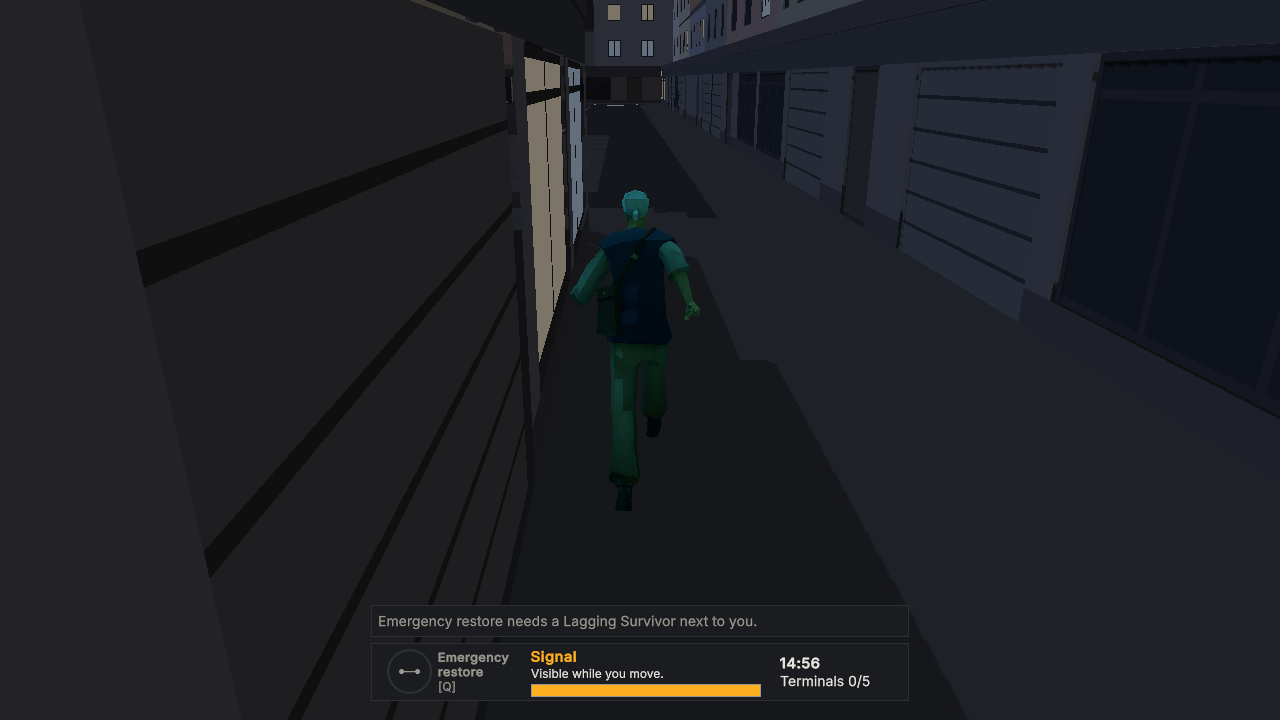 Emergency restore needs a Lagging Survivor next to you.
Emergency
restore
[Q]
Signal
Visible while you move.
14:56
Terminals 0/5